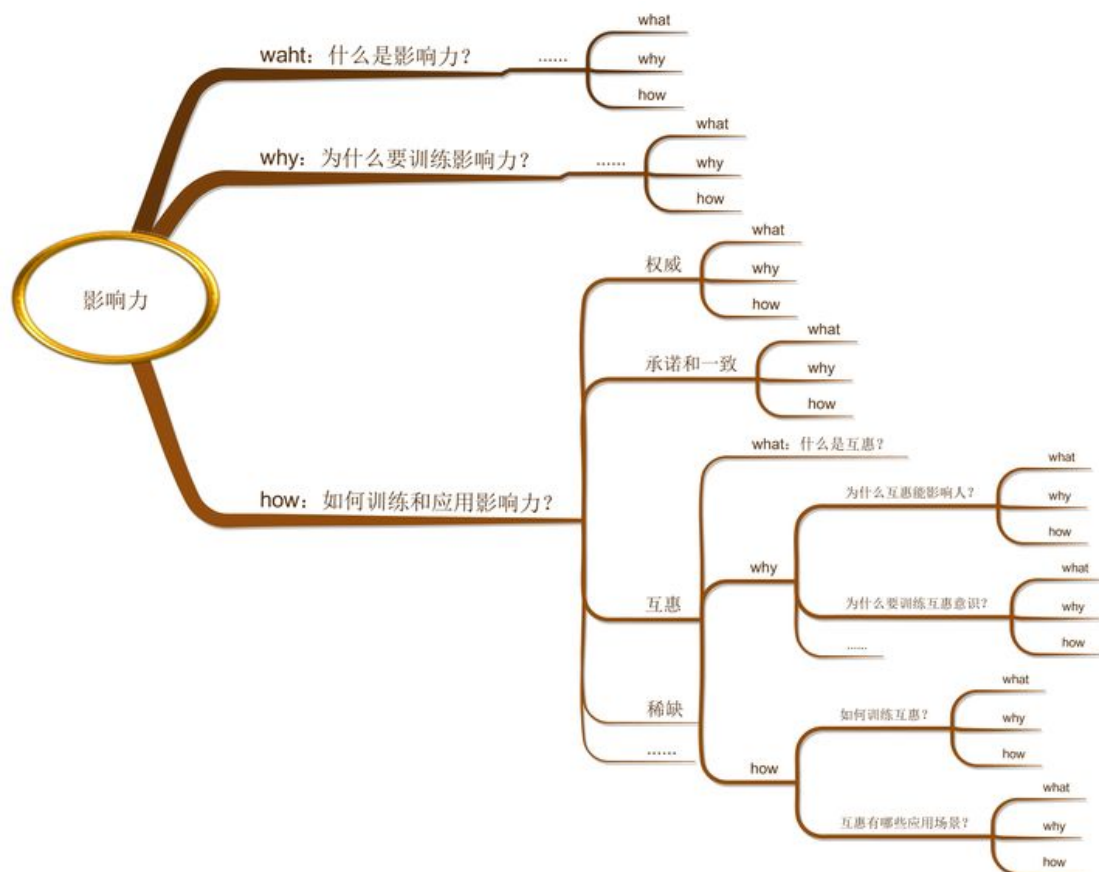 影响力
waht：什么是影响力？
……
what
why
how
why：为什么要训练影响力？
……
what
why
how
how：如何训练和应用影响力？
权威
what
why
how
承诺和一致
what
why
how
互惠
what：什么是互惠？
why
为什么互惠能影响人？
what
why
how
为什么要训练互惠意识？
what
why
how
……
how
如何训练互惠？
what
why
how
互惠有哪些应用场景？
what
why
how
稀缺
……